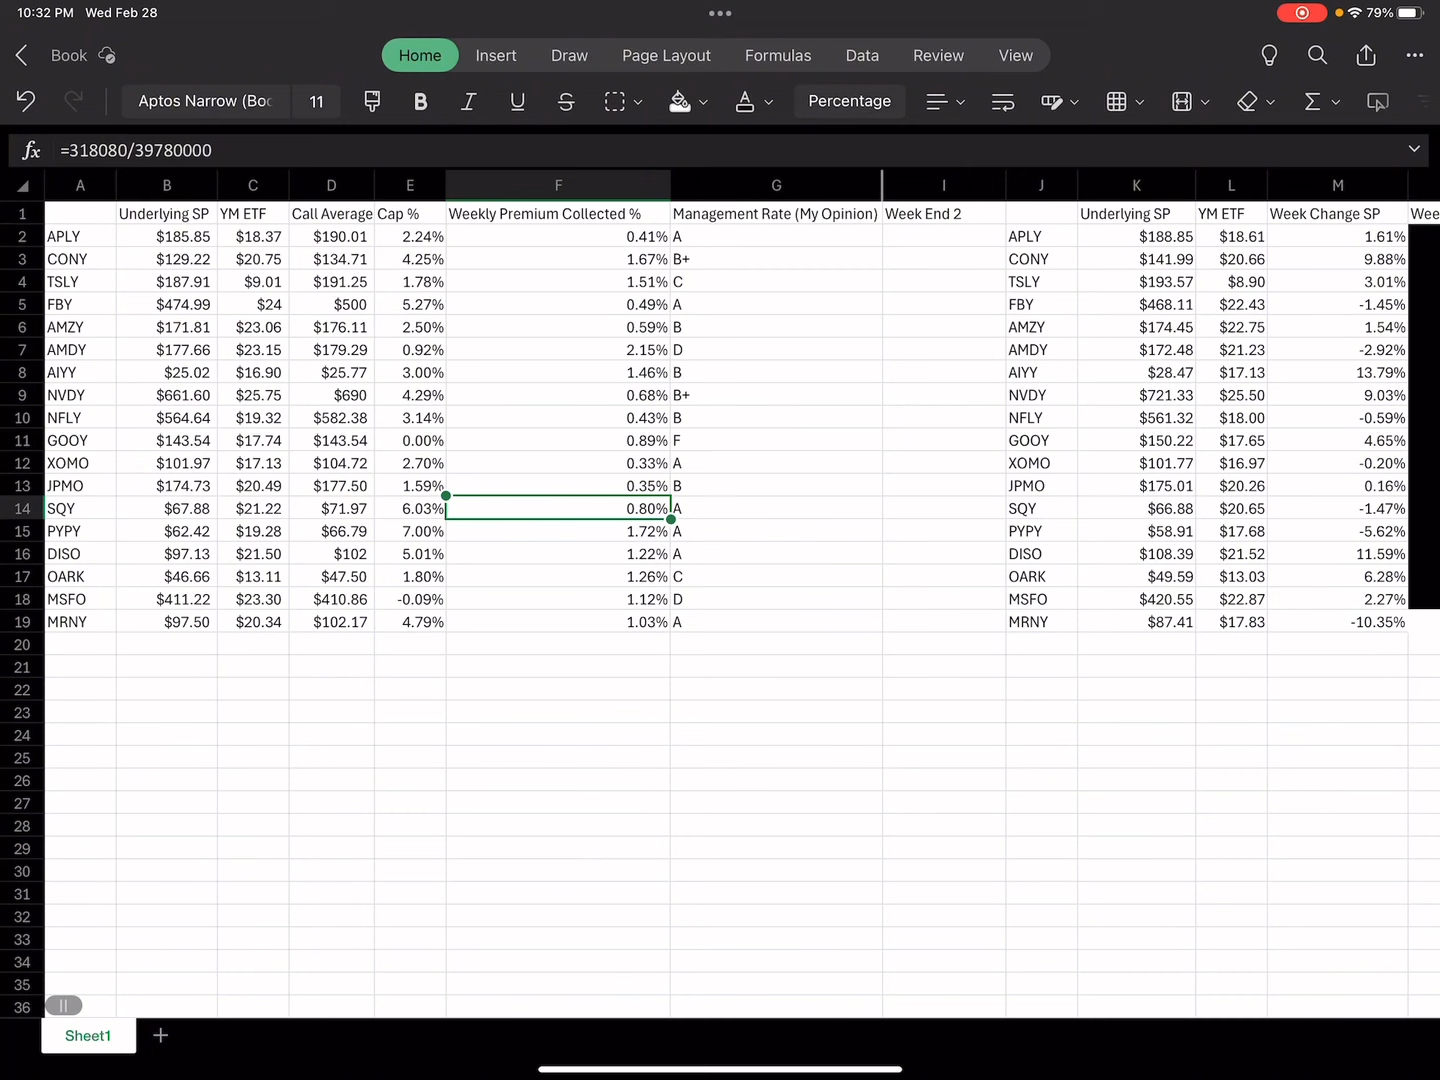 10:32 PM Wed Feb 28
79%
Book
Home Insert Draw Page Layout Formulas Data Review View
Aptos Narrow (Boc 11 B I U S A Percentage
fx =318080/39780000
A B C D E F G I J K L M
1 Underlying SP YM ETF Call Average Cap % Weekly Premium Collected % Management Rate (My Opinion) Week End 2 Underlying SP YM ETF Week Change SP Wee
2 APLY $185.85 $18.37 $190.01 2.24% 0.41% A APLY $188.85 $18.61 1.61%
3 CONY $129.22 $20.75 $134.71 4.25% 1.67% B+ CONY $141.99 $20.66 9.88%
4 TSLY $187.91 $9.01 $191.25 1.78% 1.51% C TSLY $193.57 $8.90 3.01%
5 FBY $474.99 $24 $500 5.27% 0.49% A FBY $468.11 $22.43 -1.45%
6 AMZY $171.81 $23.06 $176.11 2.50% 0.59% B AMZY $174.45 $22.75 1.54%
7 AMDY $177.66 $23.15 $179.29 0.92% 2.15% D AMDY $172.48 $21.23 -2.92%
8 AIYY $25.02 $16.90 $25.77 3.00% 1.46% B AIYY $28.47 $17.13 13.79%
9 NVDY $661.60 $25.75 $690 4.29% 0.68% B+ NVDY $721.33 $25.50 9.03%
10 NFLY $564.64 $19.32 $582.38 3.14% 0.43% B NFLY $561.32 $18.00 -0.59%
11 GOOY $143.54 $17.74 $143.54 0.00% 0.89% F GOOY $150.22 $17.65 4.65%
12 XOMO $101.97 $17.13 $104.72 2.70% 0.33% A XOMO $101.77 $16.97 -0.20%
13 JPMO $174.73 $20.49 $177.50 1.59% 0.35% B JPMO $175.01 $20.26 0.16%
14 SQY $67.88 $21.22 $71.97 6.03% 0.80% A SQY $66.88 $20.65 -1.47%
15 PYPY $62.42 $19.28 $66.79 7.00% 1.72% A PYPY $58.91 $17.68 -5.62%
16 DISO $97.13 $21.50 $102 5.01% 1.22% A DISO $108.39 $21.52 11.59%
17 OARK $46.66 $13.11 $47.50 1.80% 1.26% C OARK $49.59 $13.03 6.28%
18 MSFO $411.22 $23.30 $410.86 -0.09% 1.12% D MSFO $420.55 $22.87 2.27%
19 MRNY $97.50 $20.34 $102.17 4.79% 1.03% A MRNY $87.41 $17.83 -10.35%
20
21
22
23
24
25
26
27
28
29
30
31
32
33
34
35
36
Sheet1